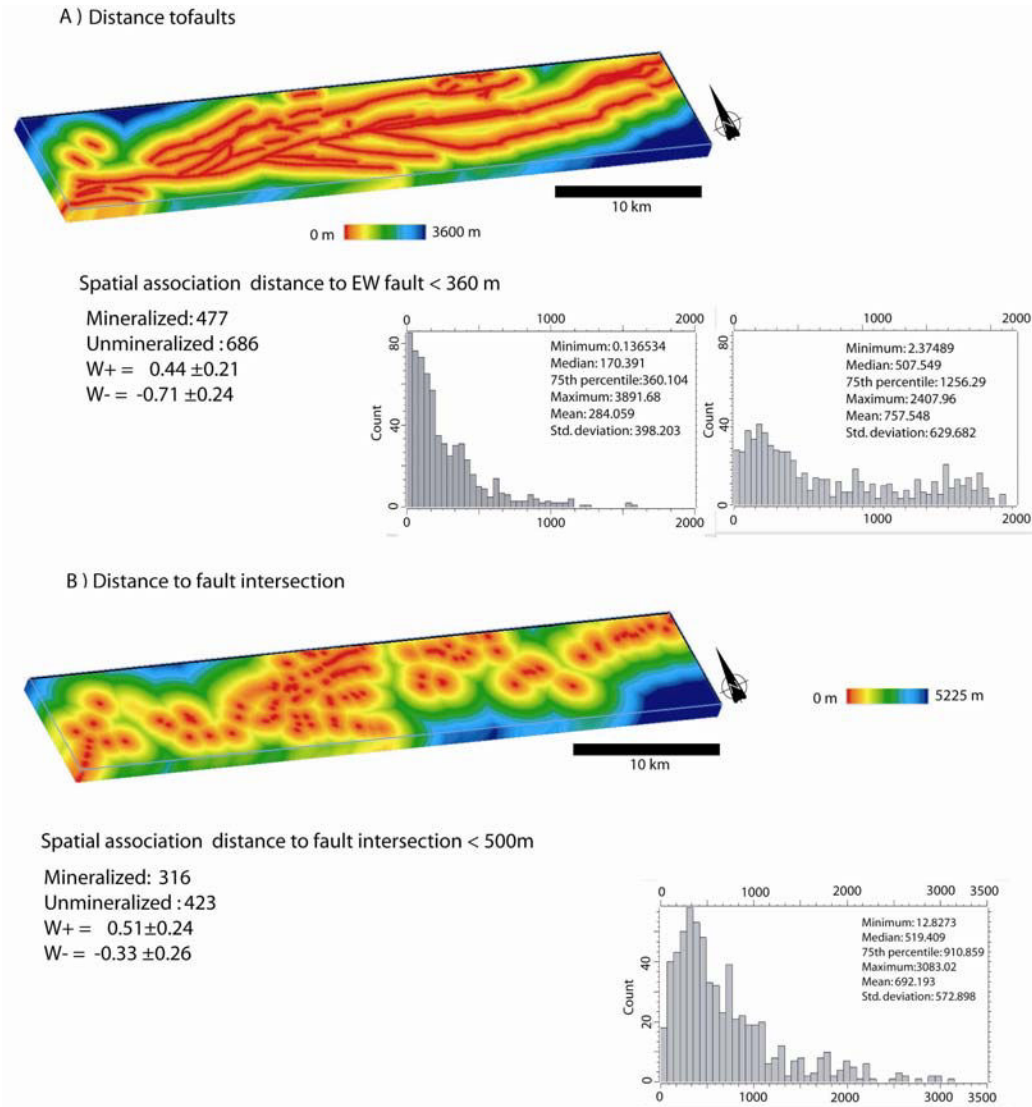 A ) Distance tofaults
10 km
0 m
3600 m
Spatial association distance to EW fault < 360 m
Mineralized: 477
Unmineralized : 686
W+ = 0.44 ±0.21
W- = -0.71 ±0.24
0 1000 2000
Minimum: 0.136534
Median: 170.391
75th percentile: 360.104
Maximum: 3891.68
Mean: 284.059
Std. deviation: 398.203
80
40
0
Count
0 1000 2000
0 1000 2000
Minimum: 2.37489
Median: 507.549
75th percentile: 1256.29
Maximum: 2407.96
Mean: 757.548
Std. deviation: 629.682
80
40
0
Count
0 1000 2000
B ) Distance to fault intersection
0 m
5225 m
10 km
Spatial association distance to fault intersection < 500m
Mineralized: 316
Unmineralized : 423
W+ = 0.51±0.24
W- = -0.33 ±0.26
0 1000 2000 3000 3500
Minimum: 12.8273
Median: 519.409
75th percentile: 910.859
Maximum: 3083.02
Mean: 692.193
Std. deviation: 572.898
40
20
0
Count
0 1000 2000 3000 3500